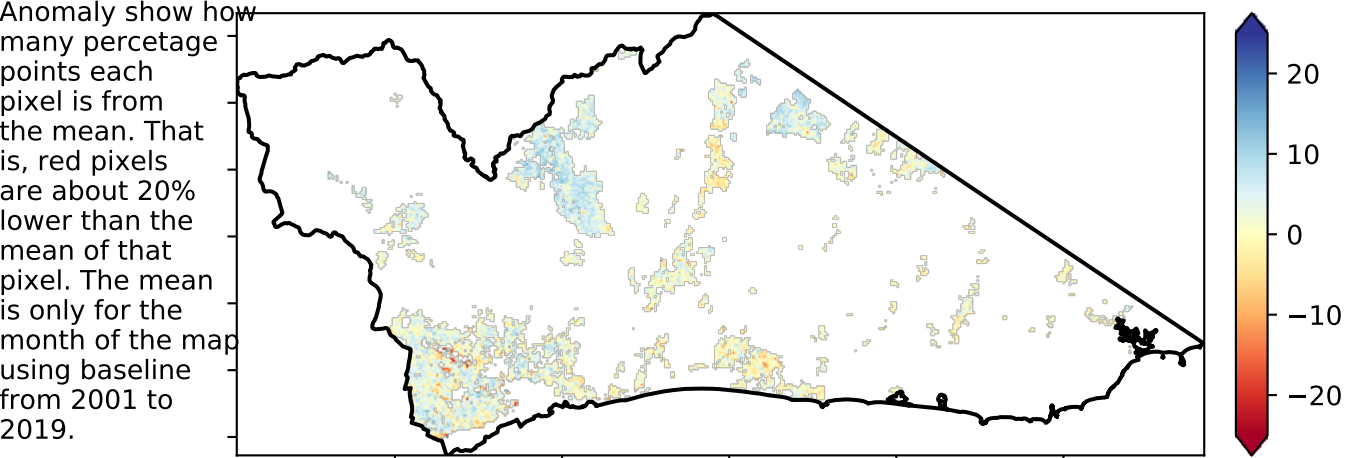 Anomaly show how
many percetage
points each
pixel is from
the mean. That
is, red pixels
are about 20%
lower than the
mean of that
pixel. The mean
is only for the
month of the map
using baseline
from 2001 to
2019.
20
10
0
−10
−20